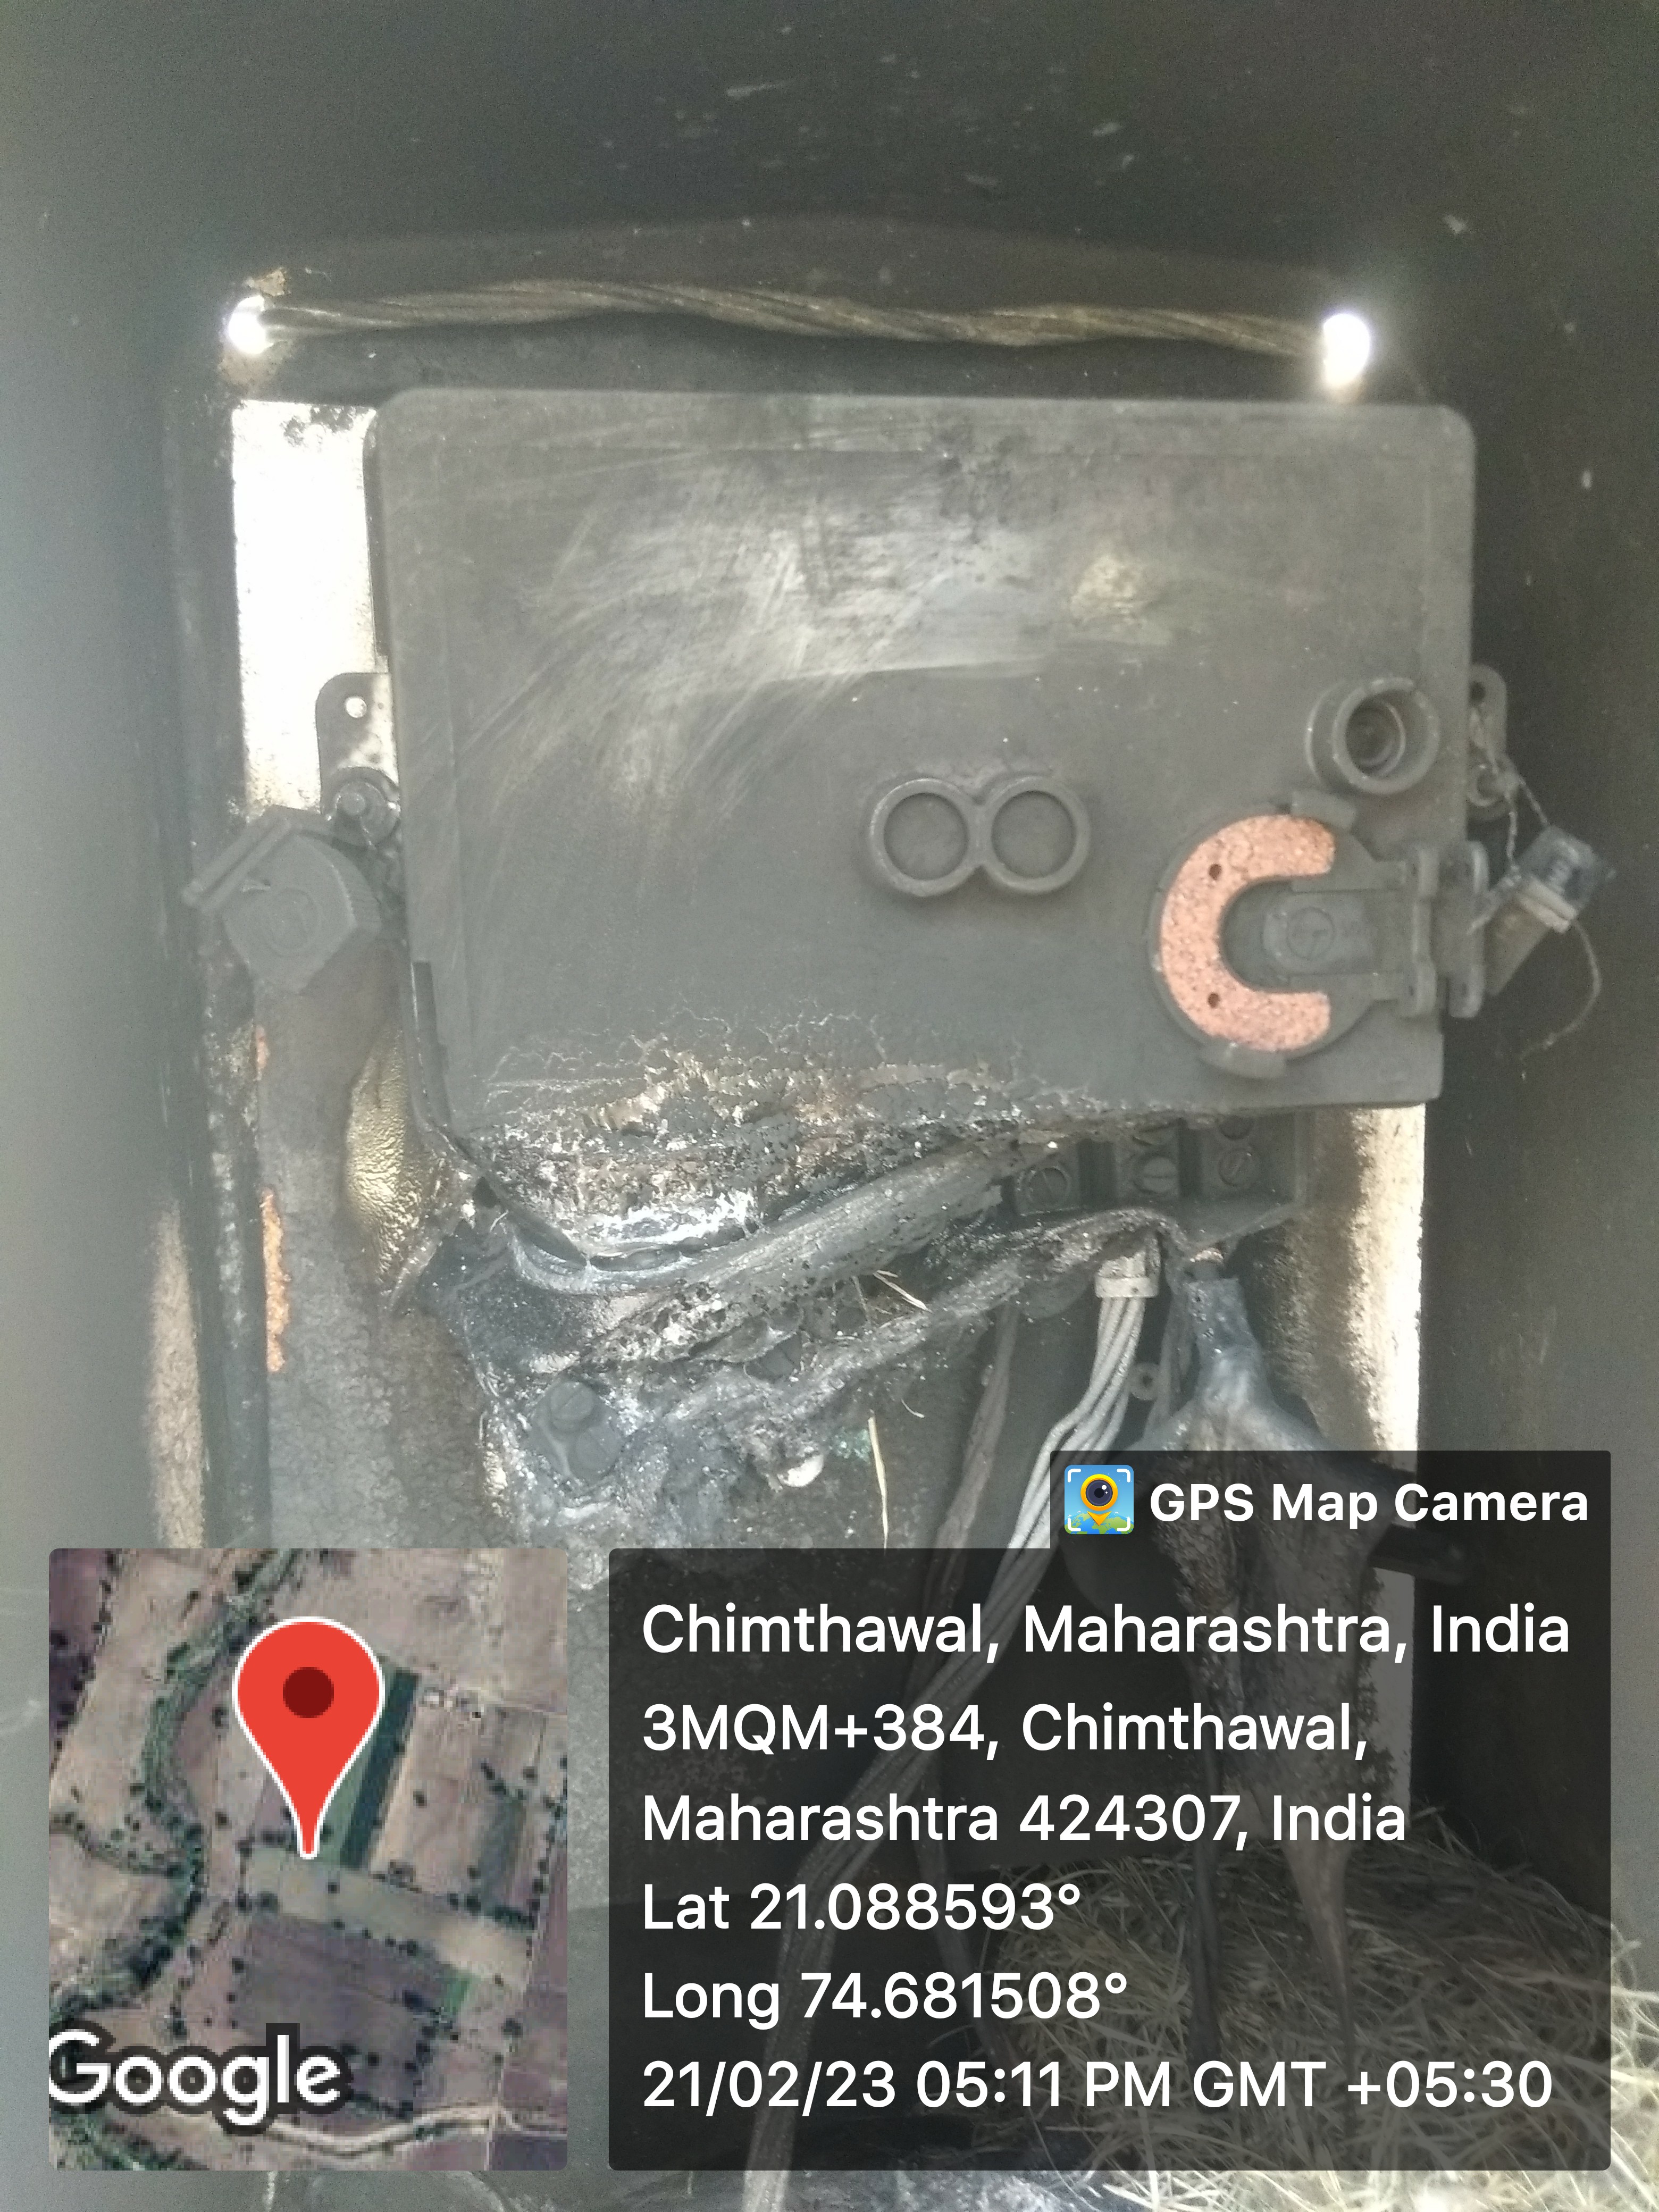 GPS Map Camera
Chimthawal, Maharashtra, India
3MQM+384, Chimthawal,
Maharashtra 424307, India
Lat 21.088593°
Long 74.681508°
21/02/23 05:11 PM GMT +05:30
Google